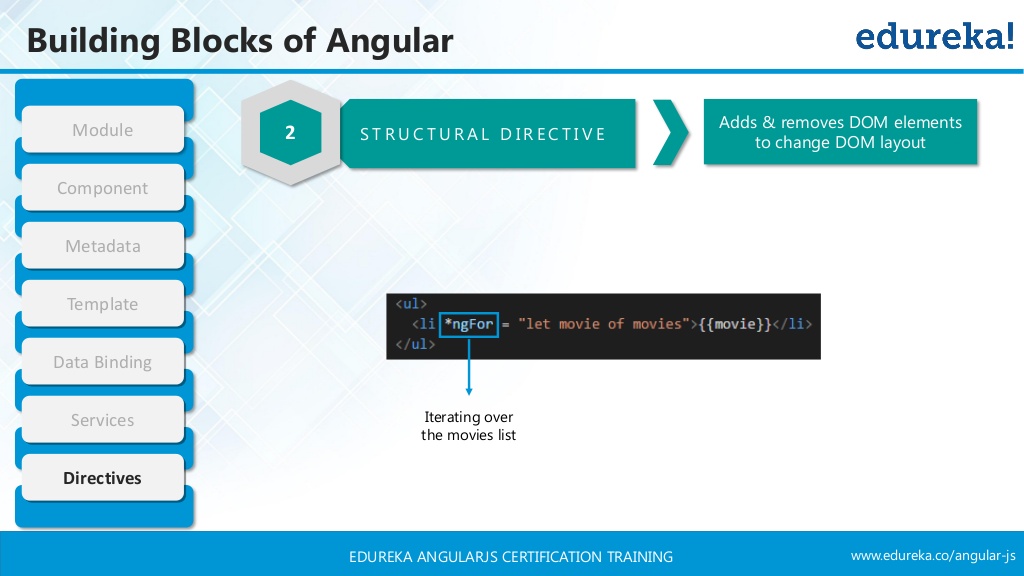 Building Blocks of Angular
edureka!
Module
Component
Metadata
Template
Data Binding
Services
Directives
2
STRUCTURAL DIRECTIVE
Adds & removes DOM elements
to change DOM layout
<ul>
<li *ngFor = "let movie of movies">{{movie}}</li>
</ul>
Iterating over
the movies list
EDUREKA ANGULARJS CERTIFICATION TRAINING
www.edureka.co/angular-js